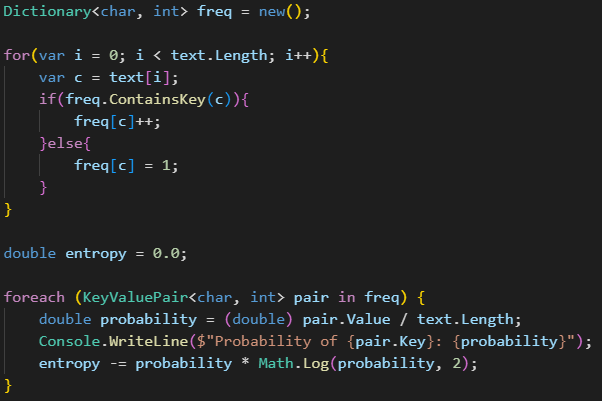 Dictionary<char, int> freq = new();
for(var i = 0; i < text.Length; i++){
var c = text[i];
if(freq.ContainsKey(c)){
freq[c]++;
}else{
freq[c] = 1;
}
}
double entropy = 0.0;
foreach (KeyValuePair<char, int> pair in freq) {
double probability = (double) pair.Value / text.Length;
Console.WriteLine($"Probability of {pair.Key}: {probability}");
entropy -= probability * Math.Log(probability, 2);
}